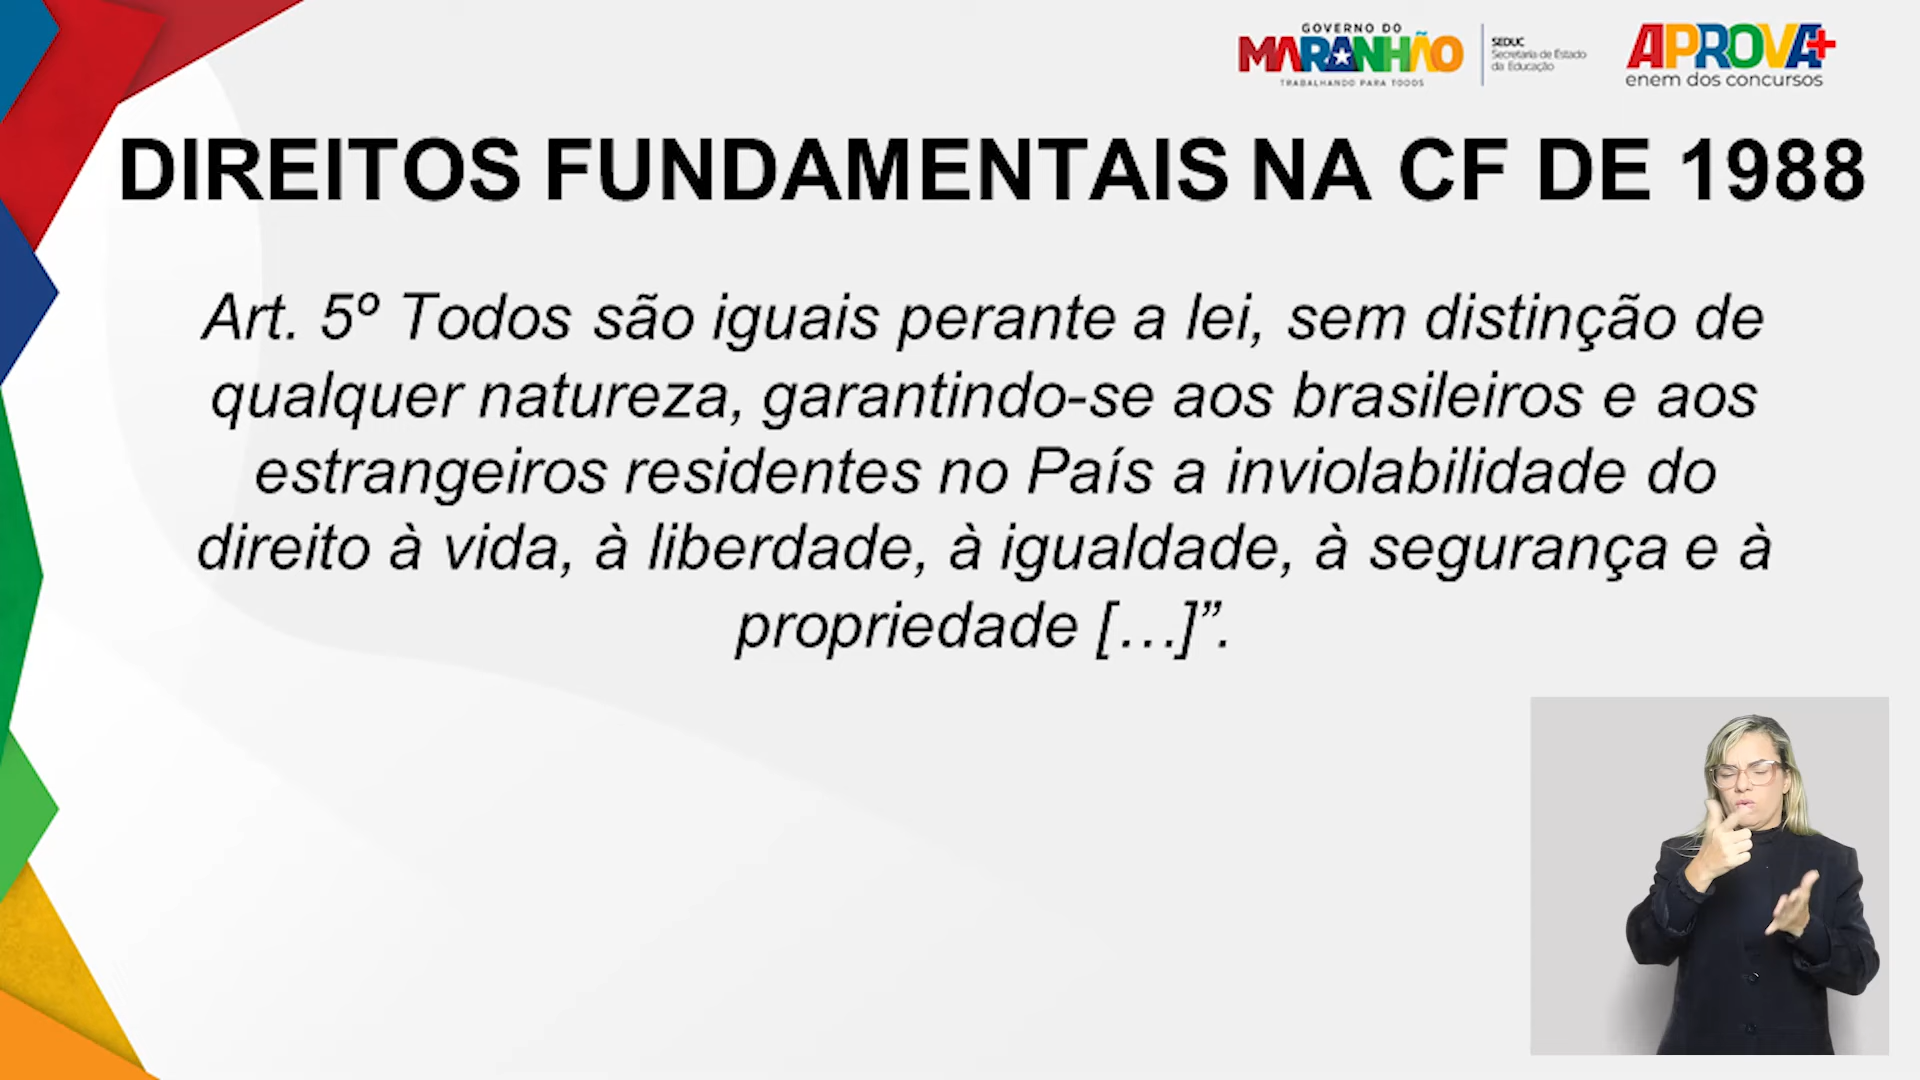 GOVERNO DO
MARANHÃO
TRABALHANDO PARA TODOS
SEDUC
Secretaria de Estado
da Educação
APROVA+
enem dos concursos
DIREITOS FUNDAMENTAIS NA CF DE 1988
Art. 5º Todos são iguais perante a lei, sem distinção de
qualquer natureza, garantindo-se aos brasileiros e aos
estrangeiros residentes no País a inviolabilidade do
direito à vida, à liberdade, à igualdade, à segurança e à
propriedade […]”.